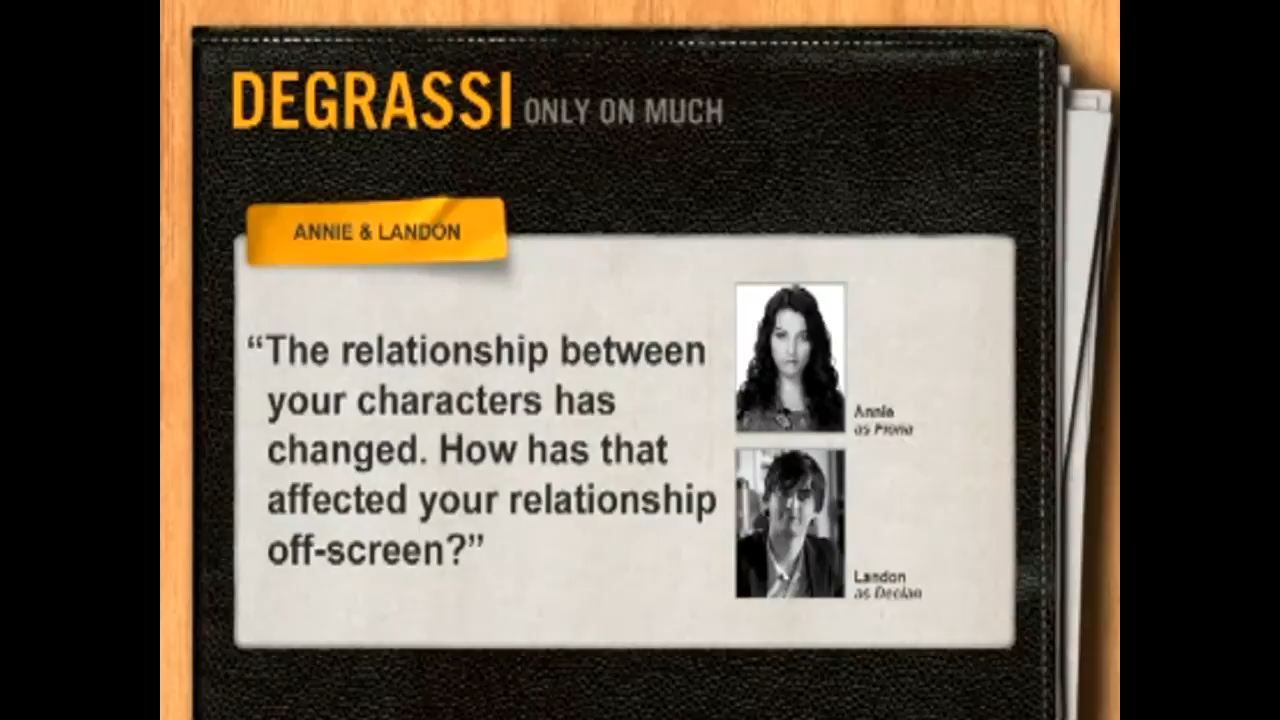 DEGRASSI ONLY ON MUCH
ANNIE & LANDON
“The relationship between
your characters has
changed. How has that
affected your relationship
off-screen?”
Annie
as Fiona
Landon
as Declan